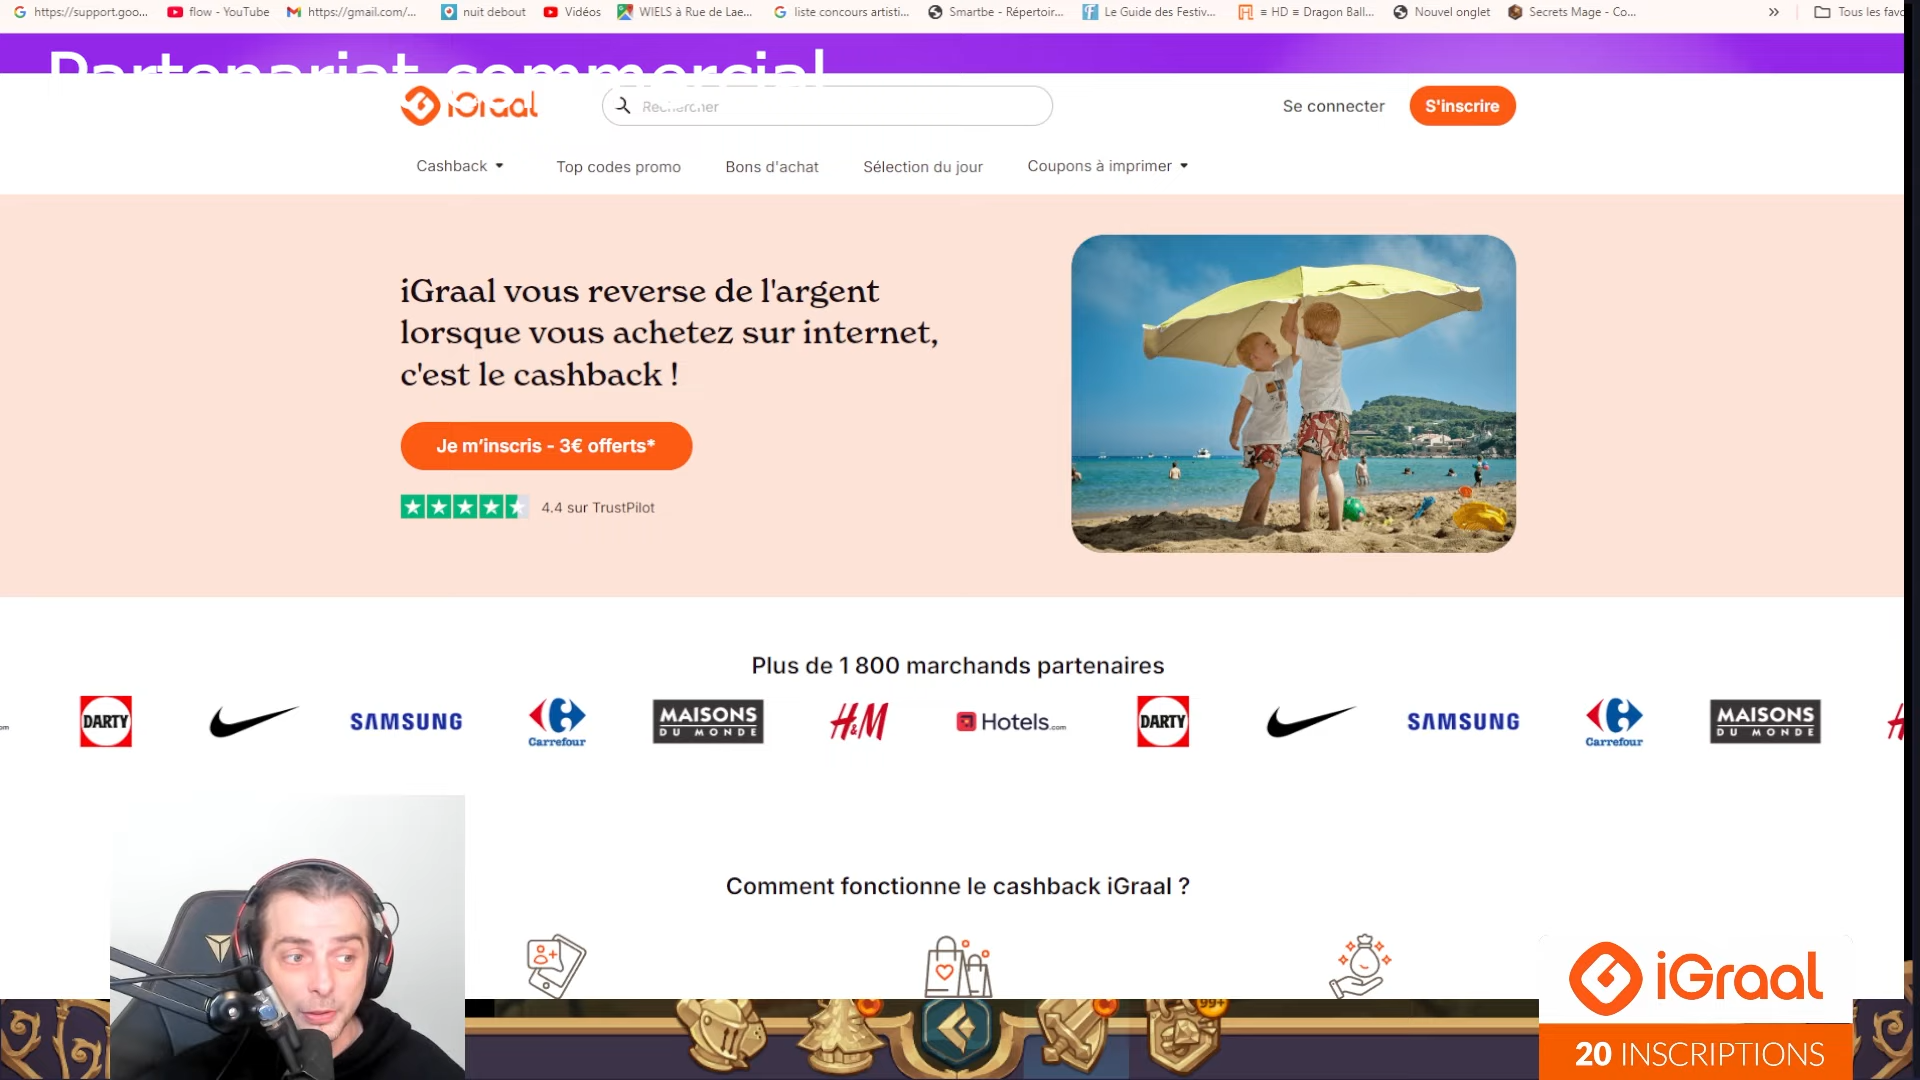 https://support.goo... flow - YouTube https://gmail.com/... nuit debout Vidéos WIELS à Rue de Lae... liste concours artisti... Smartbe - Répertoir... Le Guide des Festiv... ≡ HD ≡ Dragon Ball... Nouvel onglet Secrets Mage - Co... » Tous les favo
Partenariat commercial
iGraal Rechercher Se connecter S'inscrire
Cashback Top codes promo Bons d'achat Sélection du jour Coupons à imprimer
iGraal vous reverse de l'argent
lorsque vous achetez sur internet,
c'est le cashback !
Je m'inscris - 3€ offerts*
4.4 sur TrustPilot
Plus de 1 800 marchands partenaires
DARTY SAMSUNG Carrefour MAISONS DU MONDE H&M Hotels.com DARTY SAMSUNG Carrefour MAISONS DU MONDE
Comment fonctionne le cashback iGraal ?
iGraal
99+
20 INSCRIPTIONS